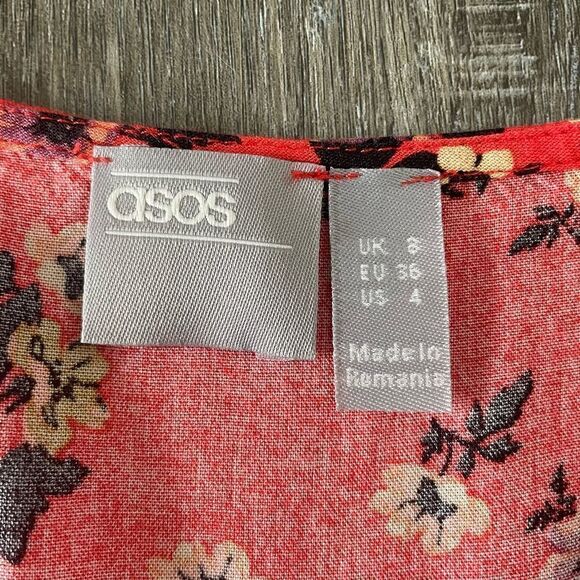 asos
UK 8
EU 36
US 4
Made in
Romania